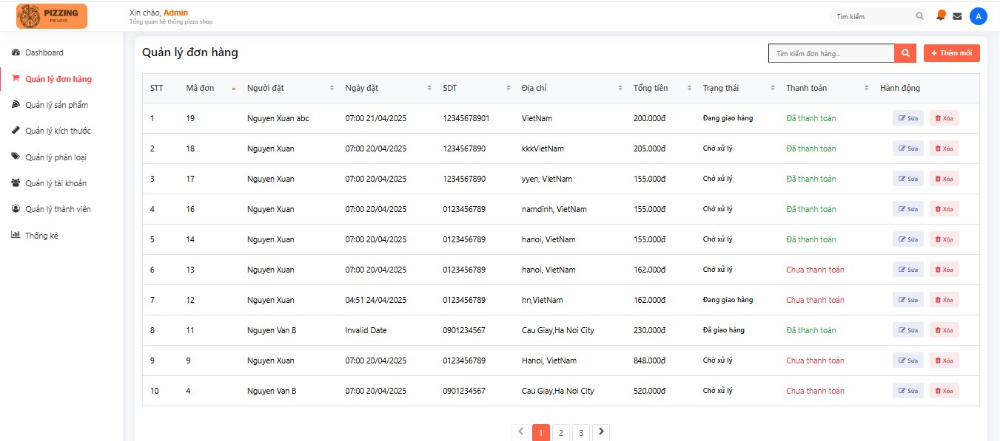 PIZZING
PIE LOVE
Xin chào, Admin
Tổng quan hệ thống pizza shop
Tìm kiếm
A
Dashboard
Quản lý đơn hàng
Quản lý sản phẩm
Quản lý kích thước
Quản lý phân loại
Quản lý tài khoản
Quản lý thành viên
Thống kê
Quản lý đơn hàng
Tìm kiếm đơn hàng...
+ Thêm mới
STT Mã đơn Người đặt Ngày đặt SDT Địa chỉ Tổng tiền Trạng thái Thanh toán Hành động
1 19 Nguyen Xuan abc 07:00 21/04/2025 12345678901 VietNam 200.000đ Đang giao hàng Đã thanh toán Sửa Xóa
2 18 Nguyen Xuan 07:00 20/04/2025 1234567890 kkkVietNam 205.000đ Chờ xử lý Đã thanh toán Sửa Xóa
3 17 Nguyen Xuan 07:00 20/04/2025 1234567890 yyen, VietNam 155.000đ Chờ xử lý Đã thanh toán Sửa Xóa
4 16 Nguyen Xuan 07:00 20/04/2025 0123456789 namdinh, VietNam 155.000đ Chờ xử lý Đã thanh toán Sửa Xóa
5 14 Nguyen Xuan 07:00 20/04/2025 0123456789 hanoi, VietNam 155.000đ Chờ xử lý Đã thanh toán Sửa Xóa
6 13 Nguyen Xuan 07:00 20/04/2025 0123456789 hanoi, VietNam 162.000đ Chờ xử lý Chưa thanh toán Sửa Xóa
7 12 Nguyen Xuan 04:51 24/04/2025 0123456789 hn,VietNam 162.000đ Đang giao hàng Chưa thanh toán Sửa Xóa
8 11 Nguyen Van B Invalid Date 0901234567 Cau Giay,Ha Noi City 230.000đ Đã giao hàng Đã thanh toán Sửa Xóa
9 9 Nguyen Xuan 07:00 20/04/2025 0123456789 Hanoi, VietNam 848.000đ Chờ xử lý Chưa thanh toán Sửa Xóa
10 4 Nguyen Van B 07:00 20/04/2025 0901234567 Cau Giay,Ha Noi City 520.000đ Chờ xử lý Chưa thanh toán Sửa Xóa
1 2 3